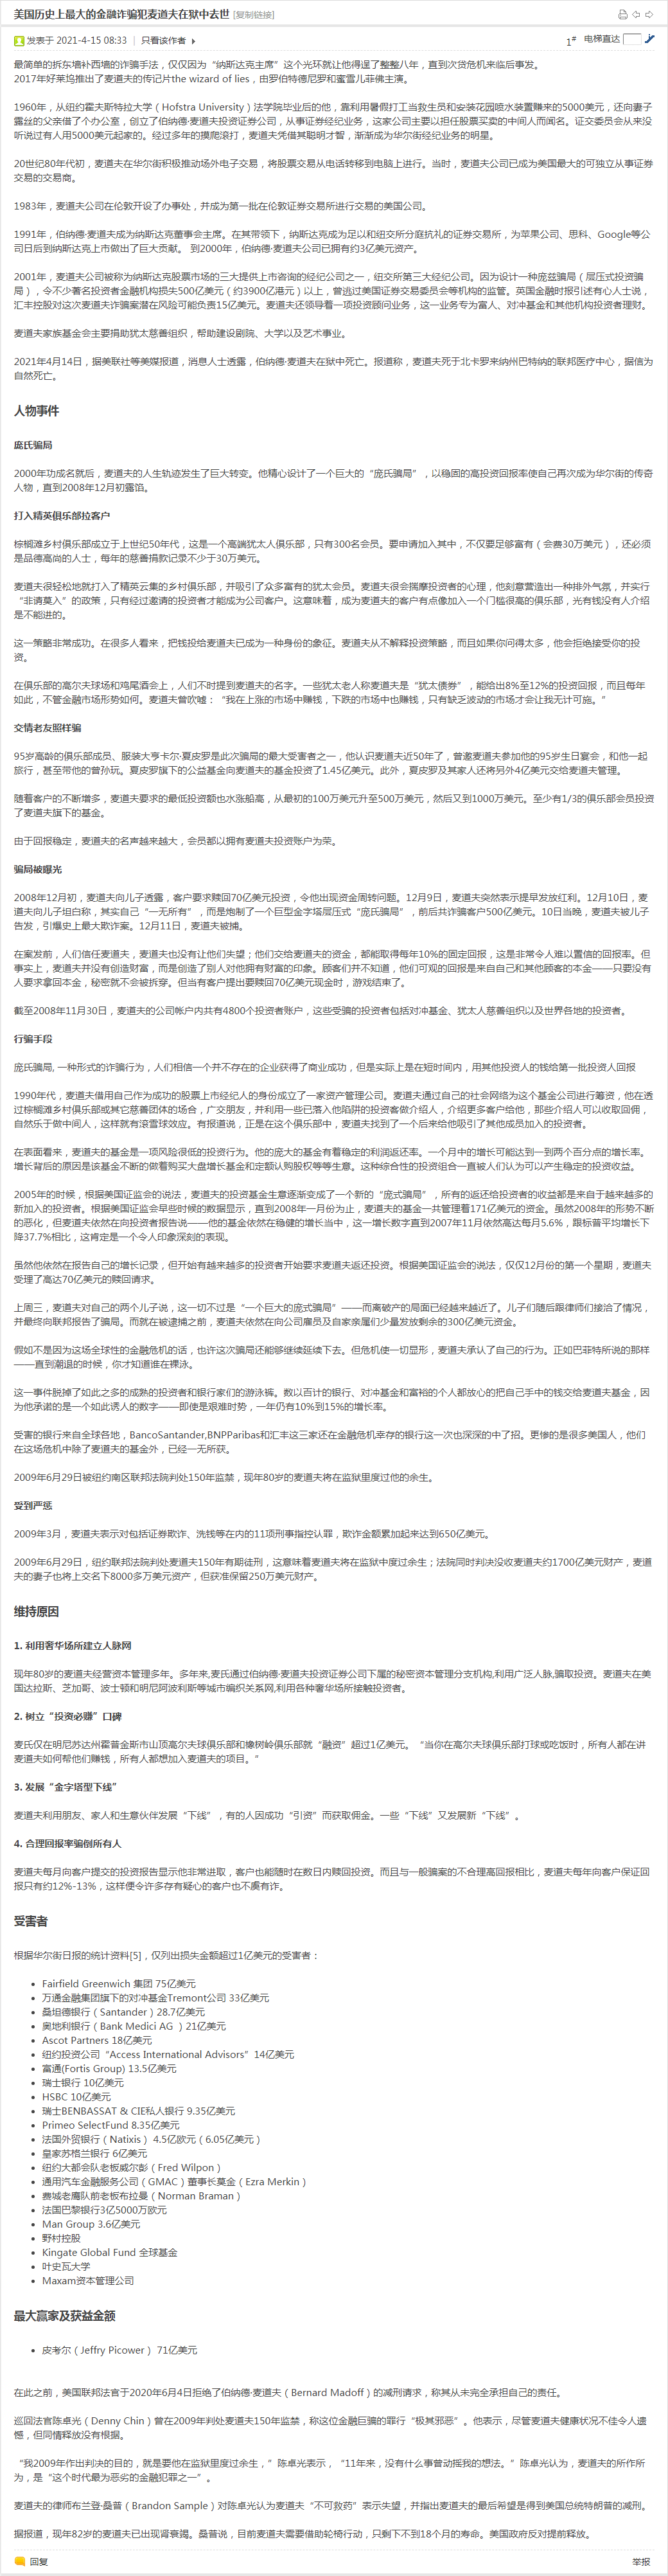 美国历史上最大的金融诈骗犯麦道夫在狱中去世 [复制链接]
发表于 2021-4-15 08:33 | 只看该作者
1# 电梯直达
最简单的拆东墙补西墙的诈骗手法，仅仅因为“纳斯达克主席”这个光环就让他得逞了整整八年，直到次贷危机来临后事发。
2017年好莱坞推出了麦道夫的传记片the wizard of lies，由罗伯特德尼罗和蜜雪儿菲佛主演。
1960年，从纽约霍夫斯特拉大学（Hofstra University）法学院毕业后的他，靠利用暑假打工当救生员和安装花园喷水装置赚来的5000美元，还向妻
子露丝的父亲借了个办公室，创立了伯纳德·麦道夫投资证券公司，从事证券经纪业务，这家公司主要以担任股票买卖的中间人而闻名。证交委员会从来没
听说过有人用5000美元起家的。经过多年的摸爬滚打，麦道夫凭借其聪明才智，渐渐成为华尔街经纪业务的明星。
20世纪80年代初，麦道夫在华尔街积极推动场外电子交易，将股票交易从电话转移到电脑上进行。当时，麦道夫公司已成为美国最大的可独立从事证券
交易的交易商。
1983年，麦道夫公司在伦敦开设了办事处，并成为第一批在伦敦证券交易所进行交易的美国公司。
1991年，伯纳德·麦道夫成为纳斯达克董事会主席。在其带领下，纳斯达克成为足以和纽交所分庭抗礼的证券交易所，为苹果公司、思科、Google等公
司日后到纳斯达克上市做出了巨大贡献。 到2000年，伯纳德·麦道夫公司已拥有约3亿美元资产。
2001年，麦道夫公司被称为纳斯达克股票市场的三大提供上市咨询的经纪公司之一，纽交所第三大经纪公司。因为设计一种庞兹骗局（层压式投资骗
局），令不少著名投资者金融机构损失500亿美元（约3900亿港元）以上，曾逃过美国证券交易委员会等机构的监管。英国金融时报引述有心人士说，
汇丰控股对这次麦道夫诈骗案潜在风险可能负责15亿美元。麦道夫还领导着一项投资顾问业务，这一业务专为富人、对冲基金和其他机构投资者理财。
麦道夫家族基金会主要捐助犹太慈善组织，帮助建设剧院、大学以及艺术事业。
2021年4月14日，据美联社等美媒报道，消息人士透露，伯纳德·麦道夫在狱中死亡。报道称，麦道夫死于北卡罗来纳州巴特纳的联邦医疗中心，据信为
自然死亡。
人物事件
庞氏骗局
2000年功成名就后，麦道夫的人生轨迹发生了巨大转变。他精心设计了一个巨大的“庞氏骗局”，以稳固的高投资回报率使自己再次成为华尔街的传奇
人物，直到2008年12月初露馅。
打入精英俱乐部拉客户
棕榈滩乡村俱乐部成立于上世纪50年代，这是一个高端犹太人俱乐部，只有300名会员。要申请加入其中，不仅要足够富有（会费30万美元），还必须
是品德高尚的人士，每年的慈善捐款记录不少于30万美元。
麦道夫很轻松地就打入了精英云集的乡村俱乐部，并吸引了众多富有的犹太会员。麦道夫很会揣摩投资者的心理，他刻意营造出一种排外气氛，并实行
“非请莫入”的政策，只有经过邀请的投资者才能成为公司客户。这意味着，成为麦道夫的客户有点像加入一个门槛很高的俱乐部，光有钱没有人介绍
是不能进的。
这一策略非常成功。在很多人看来，把钱投给麦道夫已成为一种身份的象征。麦道夫从不解释投资策略，而且如果你问得太多，他会拒绝接受你的投
资。
在俱乐部的高尔夫球场和鸡尾酒会上，人们不时提到麦道夫的名字。一些犹太老人称麦道夫是“犹太债券”，能给出8%至12%的投资回报，而且每年
如此，不管金融市场形势如何。麦道夫曾吹嘘：“我在上涨的市场中赚钱，下跌的市场中也赚钱，只有缺乏波动的市场才会让我无计可施。”
交情老友照样骗
95岁高龄的俱乐部成员、服装大亨卡尔·夏皮罗是此次骗局的最大受害者之一，他认识麦道夫近50年了，曾邀麦道夫参加他的95岁生日宴会，和他一起
旅行，甚至带他的曾孙玩。夏皮罗旗下的公益基金向麦道夫的基金投资了1.45亿美元。此外，夏皮罗及其家人还将另外4亿美元交给麦道夫管理。
随着客户的不断增多，麦道夫要求的最低投资额也水涨船高，从最初的100万美元升至500万美元，然后又到1000万美元。至少有1/3的俱乐部会员投资
了麦道夫旗下的基金。
由于回报稳定，麦道夫的名声越来越大，会员都以拥有麦道夫投资账户为荣。
骗局被曝光
2008年12月初，麦道夫向儿子透露，客户要求赎回70亿美元投资，令他出现资金周转问题。12月9日，麦道夫突然表示提早发放红利。12月10日，麦
道夫向儿子坦白称，其实自己“一无所有”，而是炮制了一个巨型金字塔层压式“庞氏骗局”，前后共诈骗客户500亿美元。10日当晚，麦道夫被儿子
告发，引爆史上最大欺诈案。12月11日，麦道夫被捕。
在案发前，人们信任麦道夫，麦道夫也没有让他们失望；他们交给麦道夫的资金，都能取得每年10%的固定回报，这是非常令人难以置信的回报率。但
事实上，麦道夫并没有创造财富，而是创造了别人对他拥有财富的印象。顾客们并不知道，他们可观的回报是来自自己和其他顾客的本金——只要没有
人要求拿回本金，秘密就不会被拆穿。但当有客户提出要赎回70亿美元现金时，游戏结束了。
截至2008年11月30日，麦道夫的公司帐户内共有4800个投资者账户，这些受骗的投资者包括对冲基金、犹太人慈善组织以及世界各地的投资者。
行骗手段
庞氏骗局, 一种形式的诈骗行为，人们相信一个并不存在的企业获得了商业成功，但是实际上是在短时间内，用其他投资人的钱给第一批投资人回报
1990年代，麦道夫借用自己作为成功的股票上市经纪人的身份成立了一家资产管理公司。麦道夫通过自己的社会网络为这个基金公司进行筹资，他在透
过棕榈滩乡村俱乐部或其它慈善团体的场合，广交朋友，并利用一些已落入他陷阱的投资客做介绍人，介绍更多客户给他，那些介绍人可以收取回佣，
自然乐于做中间人，这样就有滚雪球效应。有报道说，正是在这个俱乐部中，麦道夫找到了一个后来给他吸引了其他成员加入的投资者。
在表面看来，麦道夫的基金是一项风险很低的投资行为。他的庞大的基金有着稳定的利润返还率。一个月中的增长可能达到一到两个百分点的增长率。
增长背后的原因是该基金不断的做着购买大盘增长基金和定额认购股权等等生意。这种综合性的投资组合一直被人们认为可以产生稳定的投资收益。
2005年的时候，根据美国证监会的说法，麦道夫的投资基金生意逐渐变成了一个新的“庞式骗局”，所有的返还给投资者的收益都是来自于越来越多的
新加入的投资者。根据美国证监会早些时候的数据显示，直到2008年一月份为止，麦道夫的基金一共管理着171亿美元的资金。虽然2008年的形势不断
的恶化，但麦道夫依然在向投资者报告说——他的基金依然在稳健的增长当中，这一增长数字直到2007年11月依然高达每月5.6%，跟标普平均增长下
降37.7%相比，这肯定是一个令人印象深刻的表现。
虽然他依然在报告自己的增长记录，但开始有越来越多的投资者开始要求麦道夫返还投资。根据美国证监会的说法，仅仅12月份的第一个星期，麦道夫
受理了高达70亿美元的赎回请求。
上周三，麦道夫对自己的两个儿子说，这一切不过是“一个巨大的庞式骗局”——而离破产的局面已经越来越近了。儿子们随后跟律师们接洽了情况，
并最终向联邦报告了骗局。而就在被逮捕之前，麦道夫依然在向公司雇员及自家亲属们少量发放剩余的300亿美元资金。
假如不是因为这场全球性的金融危机的话，也许这次骗局还能够继续延续下去。但危机使一切显形，麦道夫承认了自己的行为。正如巴菲特所说的那样
——直到潮退的时候，你才知道谁在裸泳。
这一事件脱掉了如此之多的成熟的投资者和银行家们的游泳裤。数以百计的银行、对冲基金和富裕的个人都放心的把自己手中的钱交给麦道夫基金，因
为他承诺的是一个如此诱人的数字——即使是艰难时势，一年仍有10%到15%的增长率。
受害的银行来自全球各地，BancoSantander,BNPParibas和汇丰这三家还在金融危机幸存的银行这一次也深深的中了招。更惨的是很多美国人，他们
在这场危机中除了麦道夫的基金外，已经一无所获。
2009年6月29日被纽约南区联邦法院判处150年监禁，现年80岁的麦道夫将在监狱里度过他的余生。
受到严惩
2009年3月，麦道夫表示对包括证券欺诈、洗钱等在内的11项刑事指控认罪，欺诈金额累加起来达到650亿美元。
2009年6月29日，纽约联邦法院判处麦道夫150年有期徒刑，这意味着麦道夫将在监狱中度过余生；法院同时判决没收麦道夫约1700亿美元财产，麦道
夫的妻子也将上交名下8000多万美元资产，但获准保留250万美元财产。
维持原因
1. 利用奢华场所建立人脉网
现年80岁的麦道夫经营资本管理多年。多年来,麦氏通过伯纳德·麦道夫投资证券公司下属的秘密资本管理分支机构,利用广泛人脉,骗取投资。麦道夫在美
国达拉斯、芝加哥、波士顿和明尼阿波利斯等城市编织关系网,利用各种奢华场所接触投资者。
2. 树立“投资必赚”口碑
麦氏仅在明尼苏达州霍普金斯市山顶高尔夫球俱乐部和橡树岭俱乐部就“融资”超过1亿美元。“当你在高尔夫球俱乐部打球或吃饭时，所有人都在讲
麦道夫如何帮他们赚钱，所有人都想加入麦道夫的项目。”
3. 发展“金字塔型下线”
麦道夫利用朋友、家人和生意伙伴发展“下线”，有的人因成功“引资”而获取佣金。一些“下线”又发展新“下线”。
4. 合理回报率骗倒所有人
麦道夫每月向客户提交的投资报告显示他非常进取，客户也能随时在数日内赎回投资。而且与一般骗案的不合理高回报相比，麦道夫每年向客户保证回
报只有约12%-13%，这样便令许多存有疑心的客户也不虞有诈。
受害者
根据华尔街日报的统计资料[5]，仅列出损失金额超过1亿美元的受害者：
Fairfield Greenwich 集团 75亿美元
万通金融集团旗下的对冲基金Tremont公司 33亿美元
桑坦德银行（Santander）28.7亿美元
奥地利银行（Bank Medici AG ）21亿美元
Ascot Partners 18亿美元
纽约投资公司“Access International Advisors”14亿美元
富通(Fortis Group) 13.5亿美元
瑞士银行 10亿美元
HSBC 10亿美元
瑞士BENBASSAT & CIE私人银行 9.35亿美元
Primeo SelectFund 8.35亿美元
法国外贸银行（Natixis） 4.5亿欧元（6.05亿美元）
皇家苏格兰银行 6亿美元
纽约大都会队老板威尔彭（Fred Wilpon）
通用汽车金融服务公司（GMAC）董事长莫金（Ezra Merkin）
费城老鹰队前老板布拉曼（Norman Braman）
法国巴黎银行3亿5000万欧元
Man Group 3.6亿美元
野村控股
Kingate Global Fund 全球基金
叶史瓦大学
Maxam资本管理公司
最大赢家及获益金额
皮考尔（Jeffry Picower） 71亿美元
在此之前，美国联邦法官于2020年6月4日拒绝了伯纳德·麦道夫（Bernard Madoff）的减刑请求，称其从未完全承担自己的责任。
巡回法官陈卓光（Denny Chin）曾在2009年判处麦道夫150年监禁，称这位金融巨骗的罪行“极其邪恶”。他表示，尽管麦道夫健康状况不佳令人遗
憾，但同情释放没有根据。
“我2009年作出判决的目的，就是要他在监狱里度过余生，”陈卓光表示，“11年来，没有什么事曾动摇我的想法。”陈卓光认为，麦道夫的所作所
为，是“这个时代最为恶劣的金融犯罪之一”。
麦道夫的律师布兰登·桑普（Brandon Sample）对陈卓光认为麦道夫“不可救药”表示失望，并指出麦道夫的最后希望是得到美国总统特朗普的减刑。
据报道，现年82岁的麦道夫已出现肾衰竭。桑普说，目前麦道夫需要借助轮椅行动，只剩下不到18个月的寿命。美国政府反对提前释放。
回复
举报